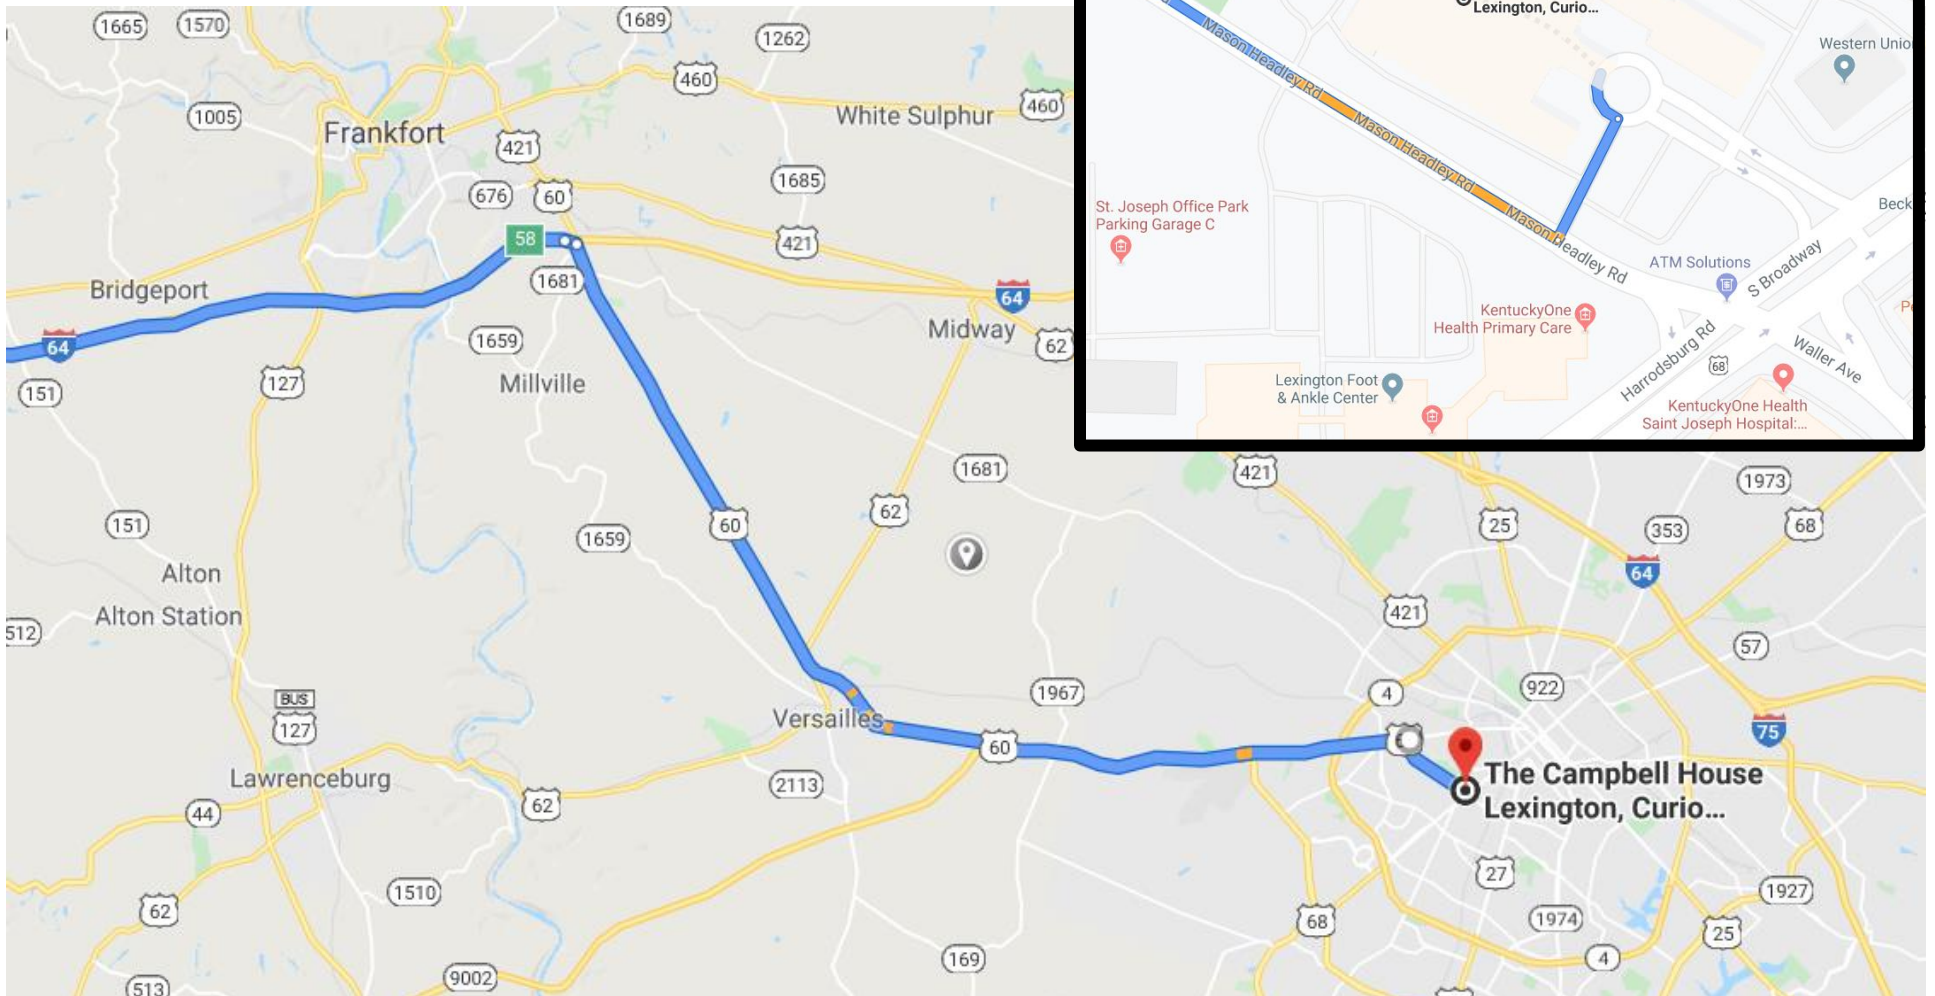 1665
1570
1689
1262
460
White Sulphur
460
1005
Frankfort
421
676
60
1685
58
421
1681
Bridgeport
64
64
Midway
62
1659
151
127
Millville
1681
62
60
1659
151
Alton
Alton Station
512
BUS
127
Versailles
1967
60
2113
Lawrenceburg
44
62
1510
62
9002
513
169
421
25
353
1973
68
64
421
57
4
922
75
The Campbell House
Lexington, Curio...
27
1927
68
1974
25
4
Lexington, Curio...
Western Unio
Mason Headley Rd
Mason Headley Rd
Mason Headley Rd
Mason Headley Rd
St. Joseph Office Park
Parking Garage C
Beck
ATM Solutions
S Broadway
KentuckyOne
Health Primary Care
Harrodsburg Rd
68
Waller Ave
Lexington Foot
& Ankle Center
KentuckyOne Health
Saint Joseph Hospital:...